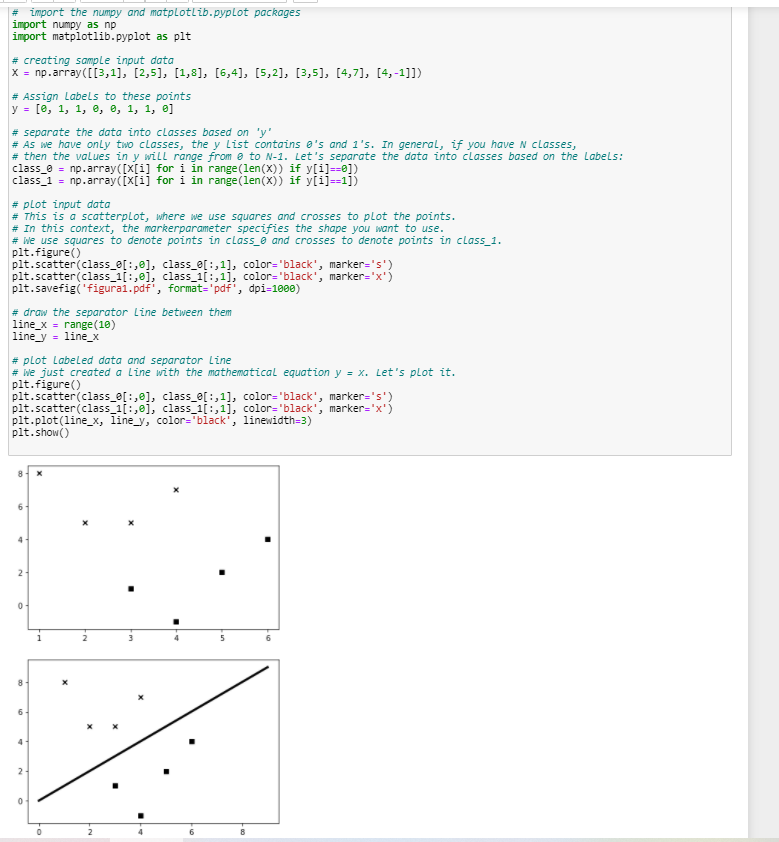 # import the numpy and matplotlib.pyplot packages
import numpy as np
import matplotlib.pyplot as plt
# creating sample input data
X = np.array([[3,1], [2,5], [1,8], [6,4], [5,2], [3,5], [4,7], [4,-1]])
# Assign labels to these points
y = [0, 1, 1, 0, 0, 1, 1, 0]
# separate the data into classes based on 'y'
# As we have only two classes, the y list contains 0's and 1's. In general, if you have N classes,
# then the values in y will range from 0 to N-1. Let's separate the data into classes based on the labels:
class_0 = np.array([X[i] for i in range(len(X)) if y[i]==0])
class_1 = np.array([X[i] for i in range(len(X)) if y[i]==1])
# plot input data
# This is a scatterplot, where we use squares and crosses to plot the points.
# In this context, the markerparameter specifies the shape you want to use.
# We use squares to denote points in class_0 and crosses to denote points in class_1.
plt.figure()
plt.scatter(class_0[:,0], class_0[:,1], color='black', marker='s')
plt.scatter(class_1[:,0], class_1[:,1], color='black', marker='x')
plt.savefig('figura1.pdf', format='pdf', dpi=1000)
# draw the separator line between them
line_x = range(10)
line_y = line_x
# plot labeled data and separator line
# We just created a line with the mathematical equation y = x. Let's plot it.
plt.figure()
plt.scatter(class_0[:,0], class_0[:,1], color='black', marker='s')
plt.scatter(class_1[:,0], class_1[:,1], color='black', marker='x')
plt.plot(line_x, line_y, color='black', linewidth=3)
plt.show()
8
6
4
2
0
1 2 3 4 5 6
8
6
4
2
0
0 2 4 6 8